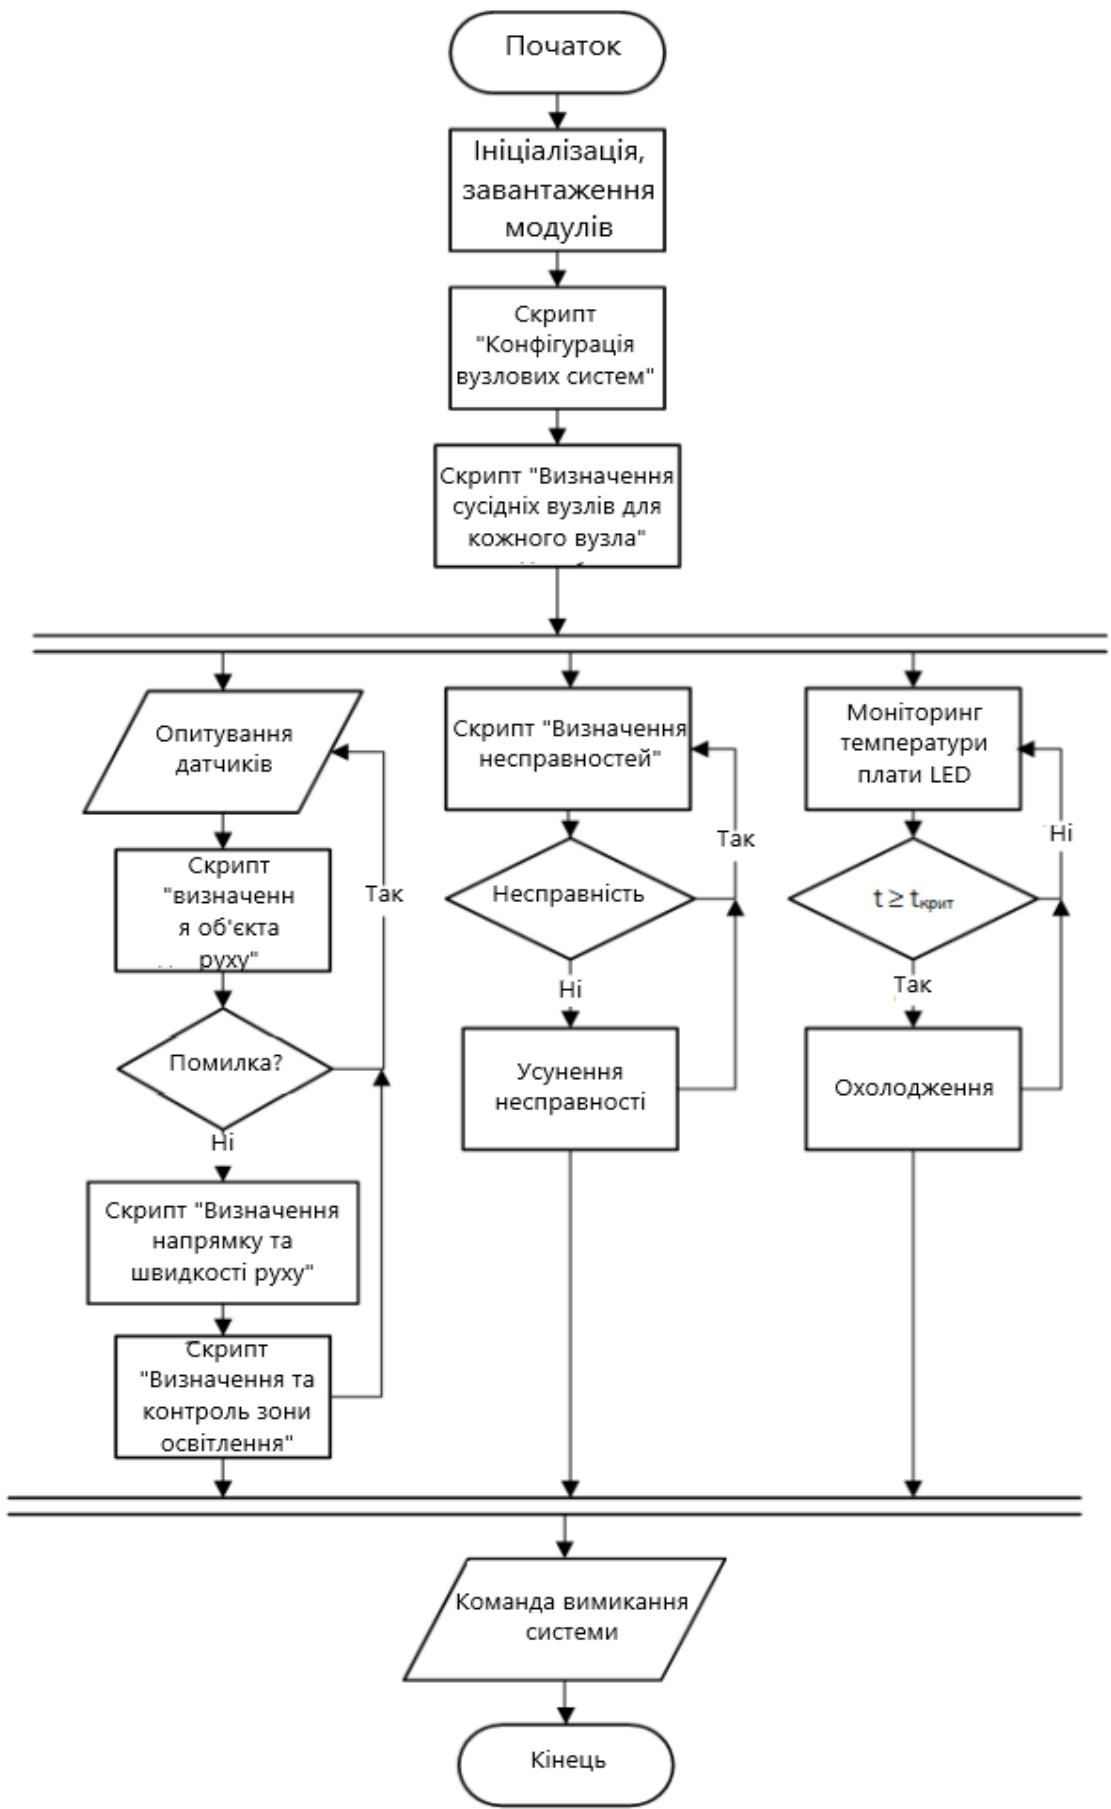 Початок
Ініціалізація,
завантаження
модулів
Скрипт
"Конфігурація
вузлових систем"
Скрипт "Визначення
сусідніх вузлів для
кожного вузла"
Опитування
датчиків
Скрипт
"визначенн
я об'єкта
руху"
Так
Помилка?
Ні
Скрипт "Визначення
напрямку та
швидкості руху"
Скрипт
"Визначення та
контроль зони
освітлення"
Скрипт "Визначення
несправностей"
Так
Несправність
Ні
Усунення
несправності
Моніторинг
температури
плати LED
Ні
t ≥ tкрит
Так
Охолодження
Команда вимикання
системи
Кінець